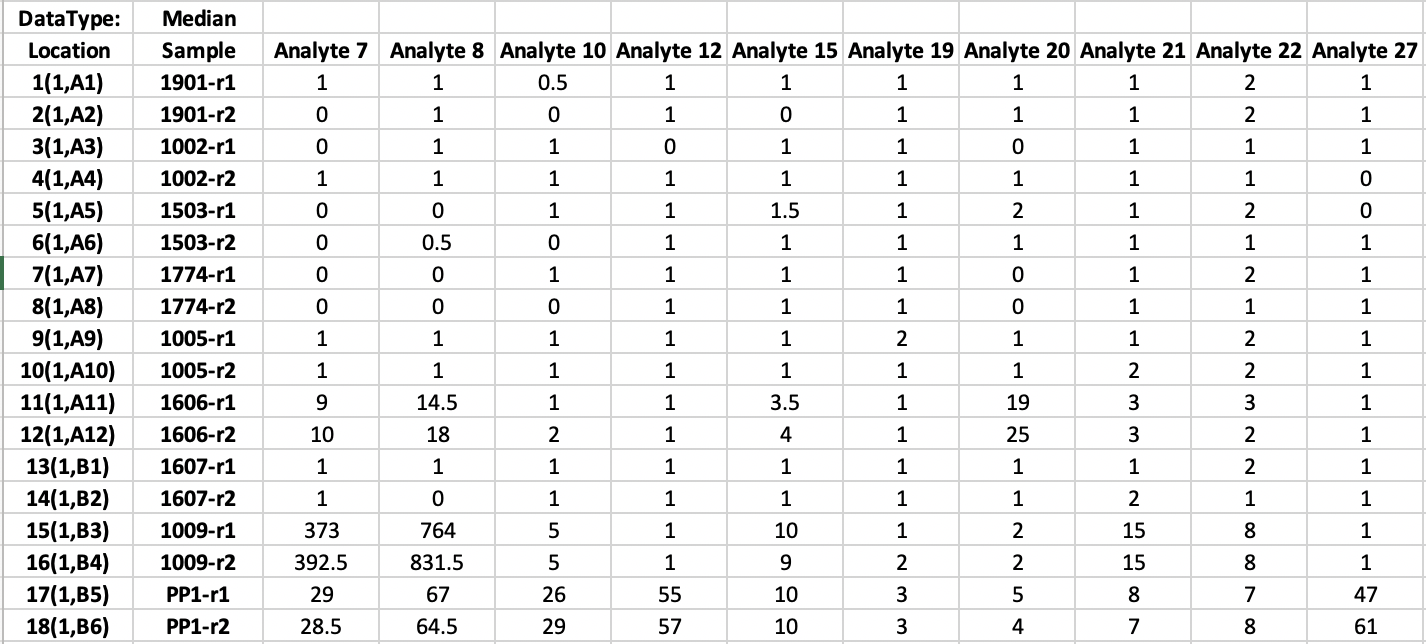 DataType: Median
Location Sample Analyte 7 Analyte 8 Analyte 10 Analyte 12 Analyte 15 Analyte 19 Analyte 20 Analyte 21 Analyte 22 Analyte 27
1(1,A1) 1901-r1 1 1 0.5 1 1 1 1 1 2 1
2(1,A2) 1901-r2 0 1 0 1 0 1 1 1 2 1
3(1,A3) 1002-r1 0 1 1 0 1 1 0 1 1 1
4(1,A4) 1002-r2 1 1 1 1 1 1 1 1 1 0
5(1,A5) 1503-r1 0 0 1 1 1.5 1 2 1 2 0
6(1,A6) 1503-r2 0 0.5 0 1 1 1 1 1 1 1
7(1,A7) 1774-r1 0 0 1 1 1 1 0 1 2 1
8(1,A8) 1774-r2 0 0 0 1 1 1 0 1 1 1
9(1,A9) 1005-r1 1 1 1 1 1 2 1 1 2 1
10(1,A10) 1005-r2 1 1 1 1 1 1 1 2 2 1
11(1,A11) 1606-r1 9 14.5 1 1 3.5 1 19 3 3 1
12(1,A12) 1606-r2 10 18 2 1 4 1 25 3 2 1
13(1,B1) 1607-r1 1 1 1 1 1 1 1 1 2 1
14(1,B2) 1607-r2 1 0 1 1 1 1 1 2 1 1
15(1,B3) 1009-r1 373 764 5 1 10 1 2 15 8 1
16(1,B4) 1009-r2 392.5 831.5 5 1 9 2 2 15 8 1
17(1,B5) PP1-r1 29 67 26 55 10 3 5 8 7 47
18(1,B6) PP1-r2 28.5 64.5 29 57 10 3 4 7 8 61